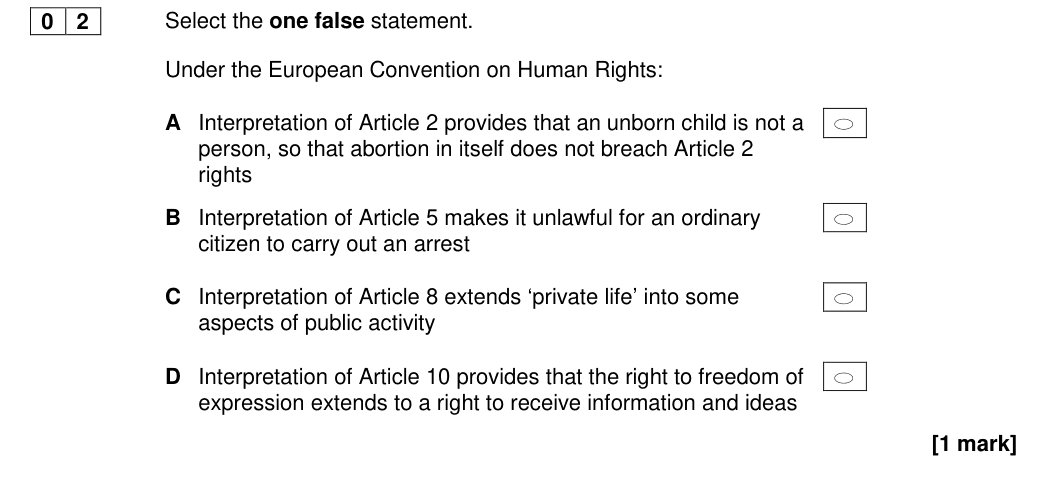 0 2 Select the one false statement.
Under the European Convention on Human Rights:
A Interpretation of Article 2 provides that an unborn child is not a
person, so that abortion in itself does not breach Article 2
rights
B Interpretation of Article 5 makes it unlawful for an ordinary
citizen to carry out an arrest
C Interpretation of Article 8 extends ‘private life’ into some
aspects of public activity
D Interpretation of Article 10 provides that the right to freedom of
expression extends to a right to receive information and ideas
[1 mark]